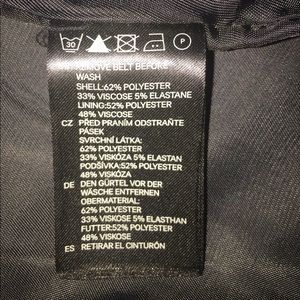 30 P
REMOVE BELT BEFORE
WASH
SHELL:62% POLYESTER
33% VISCOSE 5% ELASTANE
LINING:52% POLYESTER
48% VISCOSE
CZ PŘED PRANÍM ODSTRAŇTE
PÁSEK
SVRCHNÍ LÁTKA:
62% POLYESTER
33% VISKÓZA 5% ELASTAN
PODŠÍVKA:52% POLYESTER
48% VISKÓZA
DE DEN GÜRTEL VOR DER
WÄSCHE ENTFERNEN
OBERMATERIAL:
62% POLYESTER
33% VISKOSE 5% ELASTHAN
FUTTER:52% POLYESTER
48% VISKOSE
ES RETIRAR EL CINTURÓN